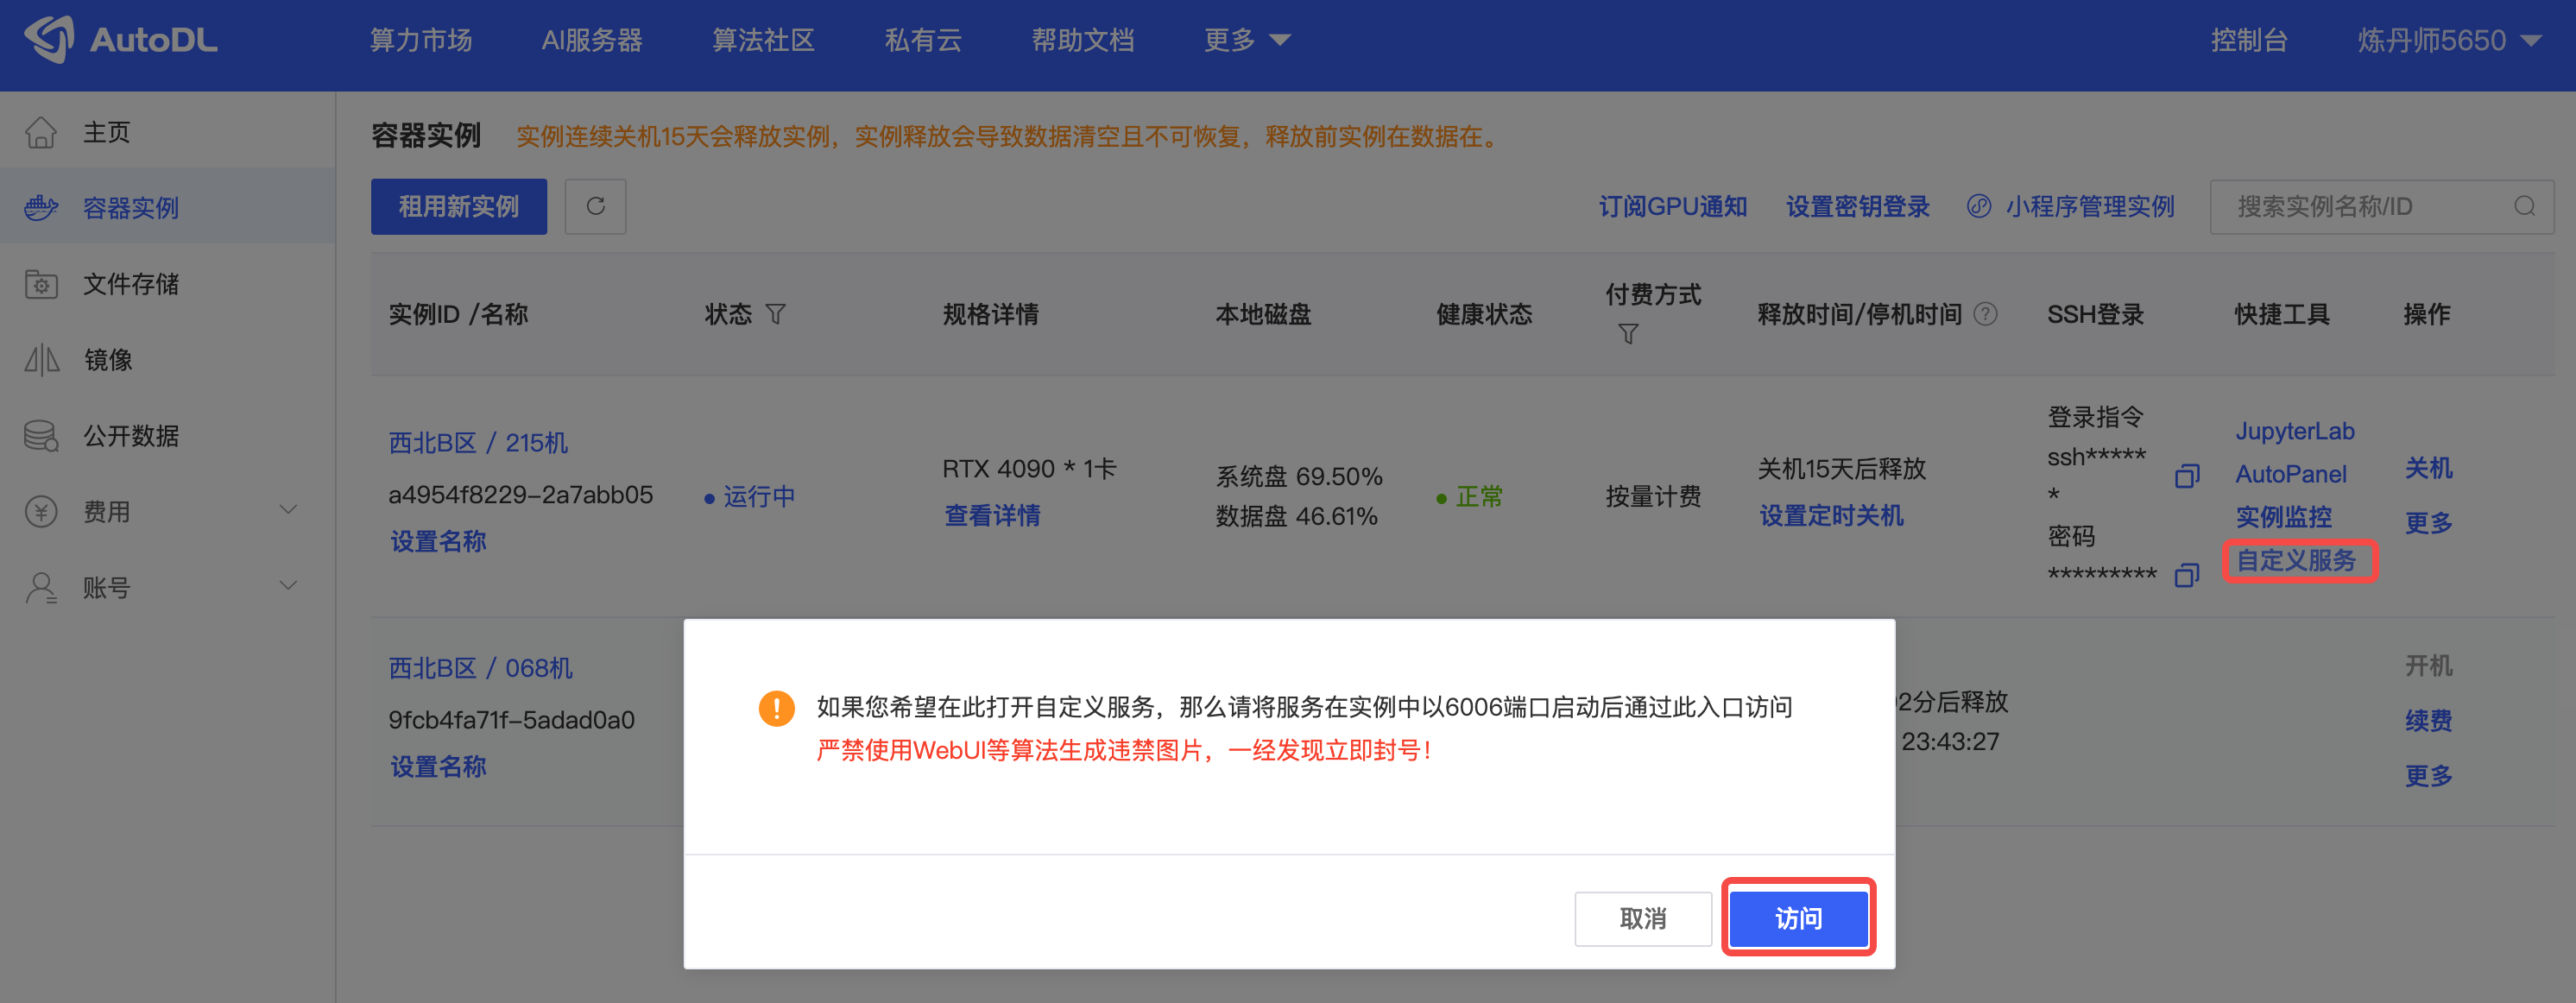 AutoDL
算力市场
AI服务器
算法社区
私有云
帮助文档
更多
控制台
炼丹师5650
主页
容器实例
文件存储
镜像
公开数据
费用
账号
容器实例
实例连续关机15天会释放实例，实例释放会导致数据清空且不可恢复，释放前实例在数据在。
租用新实例
订阅GPU通知
设置密钥登录
小程序管理实例
搜索实例名称/ID
实例ID /名称
状态
规格详情
本地磁盘
健康状态
付费方式
释放时间/停机时间
SSH登录
快捷工具
操作
西北B区 / 215机
a4954f8229-2a7abb05
设置名称
运行中
RTX 4090 * 1卡
查看详情
系统盘 69.50%
数据盘 46.61%
正常
按量计费
关机15天后释放
设置定时关机
登录指令
ssh*****
*
密码
*********
JupyterLab
AutoPanel
实例监控
自定义服务
关机
更多
西北B区 / 068机
9fcb4fa71f-5adad0a0
设置名称
2分后释放
23:43:27
开机
续费
更多
如果您希望在此打开自定义服务，那么请将服务在实例中以6006端口启动后通过此入口访问
严禁使用WebUI等算法生成违禁图片，一经发现立即封号！
取消
访问